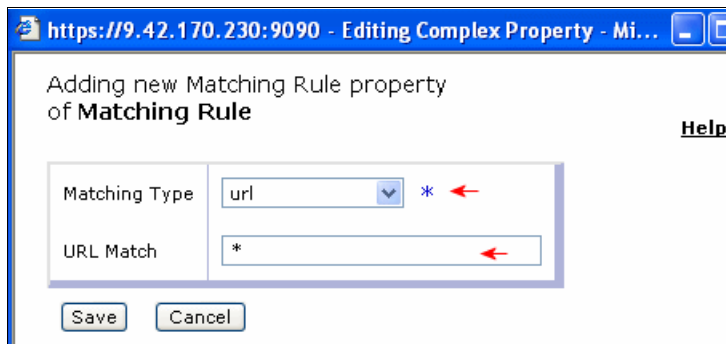 https://9.42.170.230:9090 - Editing Complex Property - Mi...
Adding new Matching Rule property
of Matching Rule
Help
Matching Type url *
URL Match *
Save Cancel